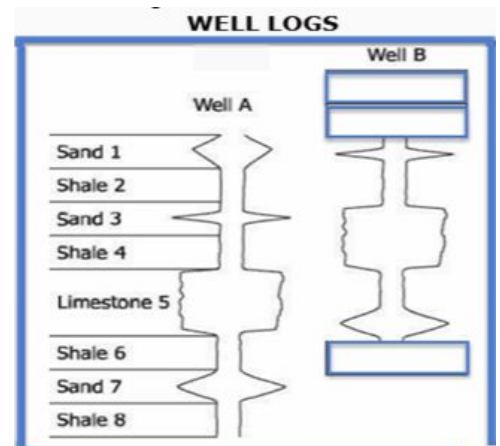 WELL LOGS
Well B
Well A
Sand 1
Shale 2
Sand 3
Shale 4
Limestone 5
Shale 6
Sand 7
Shale 8